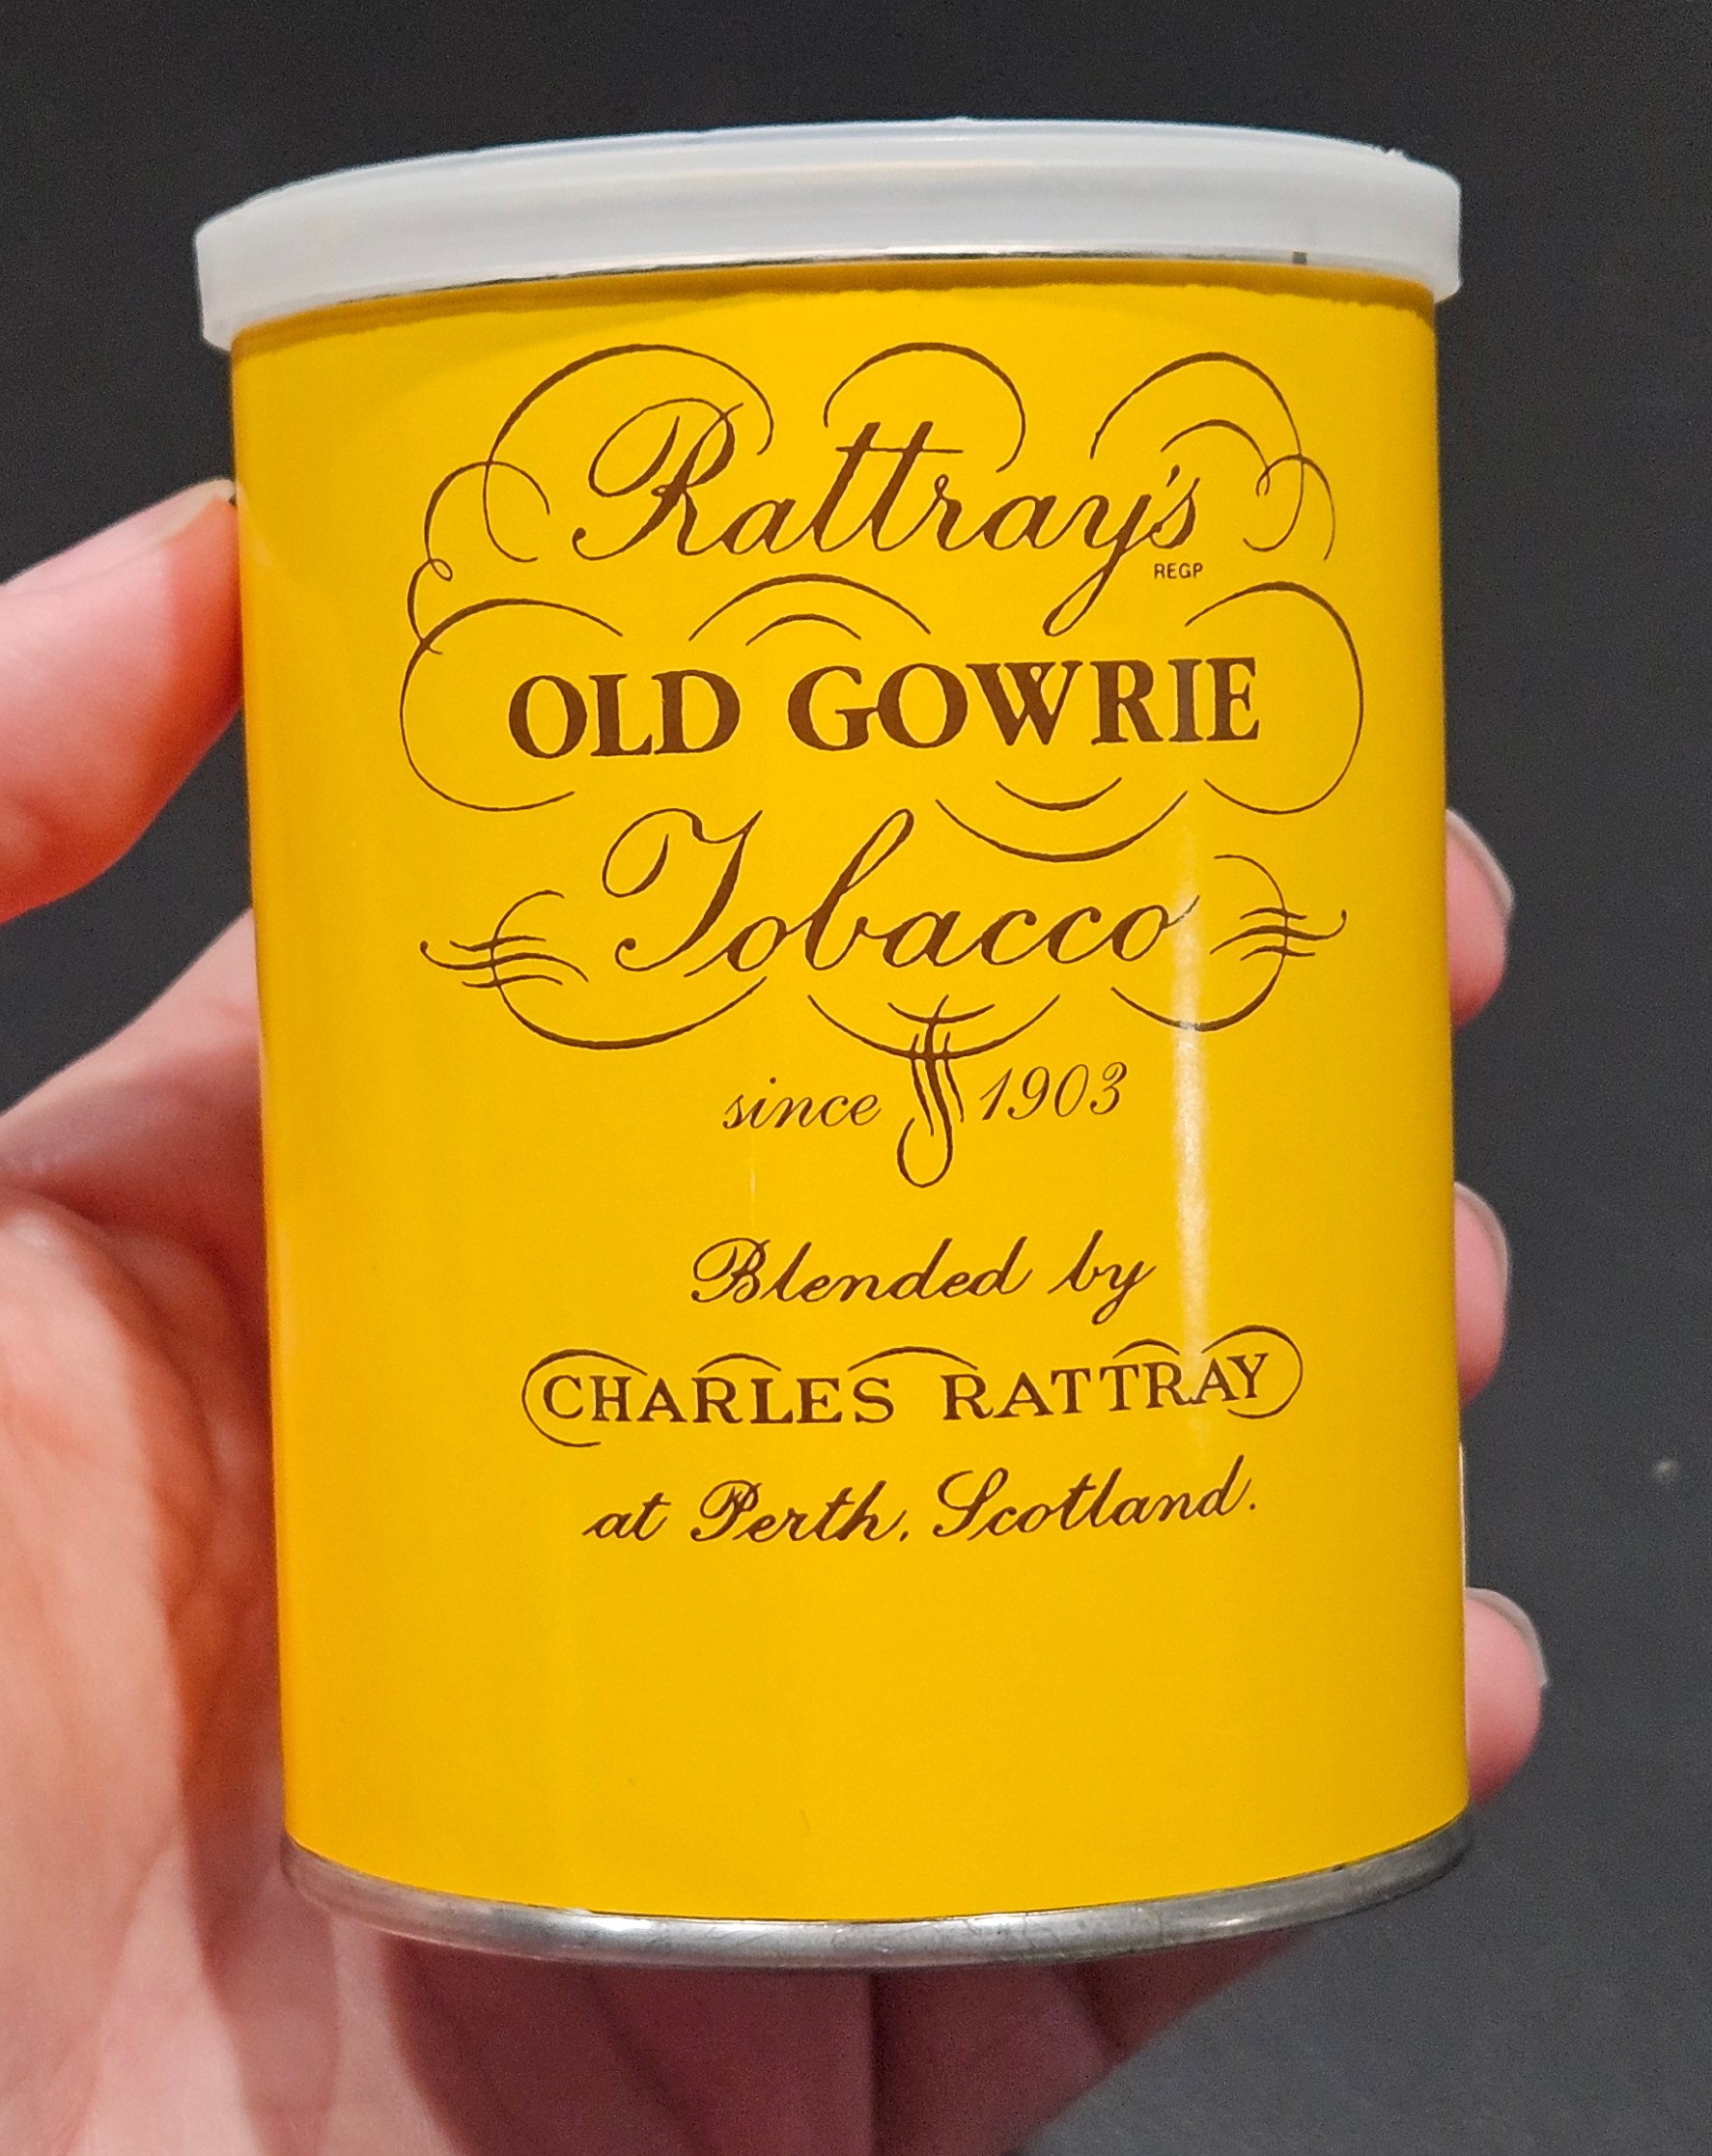 Rattray's
REGP
OLD GOWRIE
Tobacco
since 1903
Blended by
CHARLES RATTRAY
at Perth, Scotland.